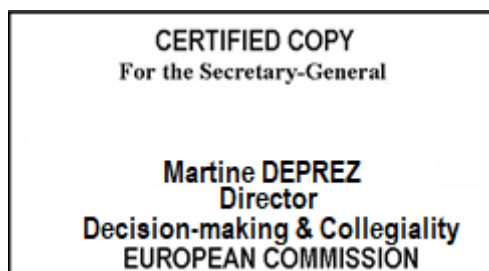 CERTIFIED COPY
For the Secretary-General
Martine DEPREZ
Director
Decision-making & Collegiality
EUROPEAN COMMISSION